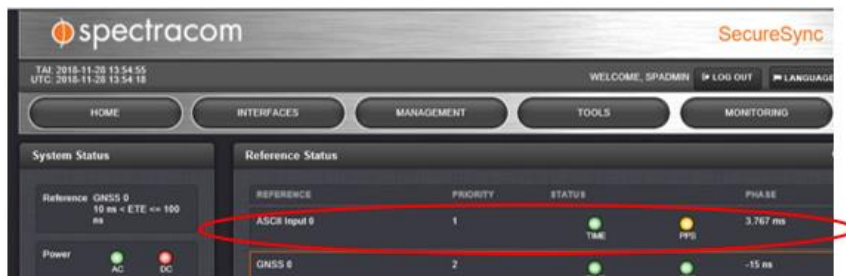 spectracom
SecureSync
TAI: 2018-11-28 13:54:55
UTC: 2018-11-28 13:54:18
WELCOME, SPADMIN
LOG OUT
LANGUAGE
HOME
INTERFACES
MANAGEMENT
TOOLS
MONITORING
System Status
Reference GNSS 0
10 ns < ETE <= 100
ns
Power
AC
DC
Reference Status
REFERENCE PRIORITY STATUS PHASE
ASCII Input 0 1 TIME PPS 3.767 ms
GNSS 0 2 -15 ns